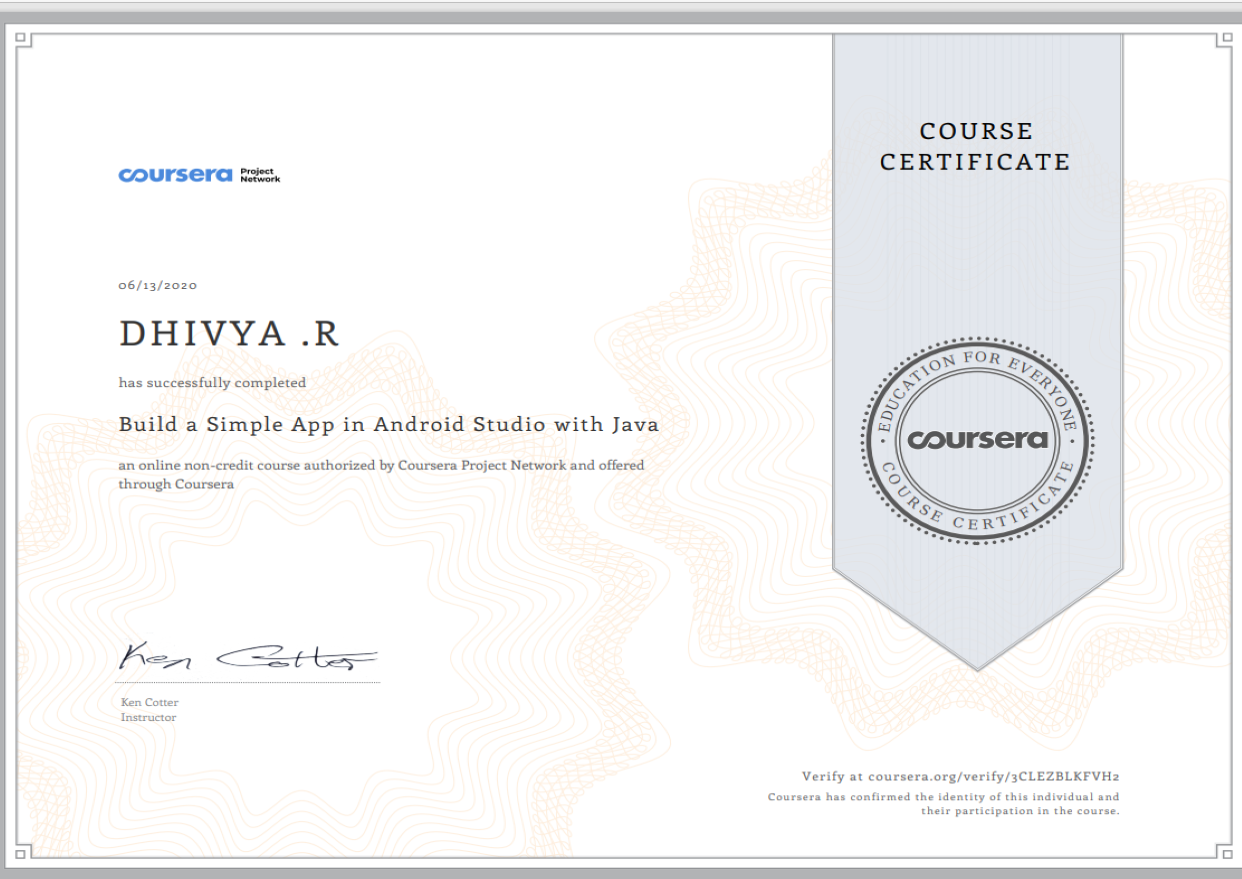 coursera Project
Network
06/13/2020
DHIVYA .R
has successfully completed
Build a Simple App in Android Studio with Java
an online non-credit course authorized by Coursera Project Network and offered
through Coursera
Ken Cotter
Ken Cotter
Instructor
COURSE
CERTIFICATE
EDUCATION FOR EVERYONE
coursera
COURSE CERTIFICATE
Verify at coursera.org/verify/3CLEZBLKFVH2
Coursera has confirmed the identity of this individual and
their participation in the course.